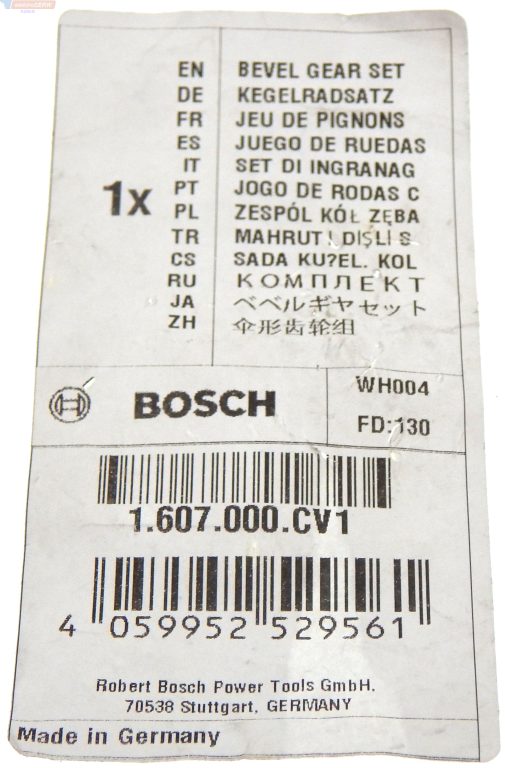 EN BEVEL GEAR SET
DE KEGELRADSATZ
FR JEU DE PIGNONS
ES JUEGO DE RUEDAS
IT SET DI INGRANAG
1x
PT JOGO DE RODAS C
PL ZESPÓL KÓŁ ZĘBA
TR MAHRUTI DİŞLİ S
CS SADA KU?EL. KOL
RU КОМПЛЕКТ
JA ベベルギヤセット
ZH 伞形齿轮组
BOSCH
WH004
FD:130
1.607.000.CV1
4 059952 529561
Robert Bosch Power Tools GmbH,
70538 Stuttgart, GERMANY
Made in Germany